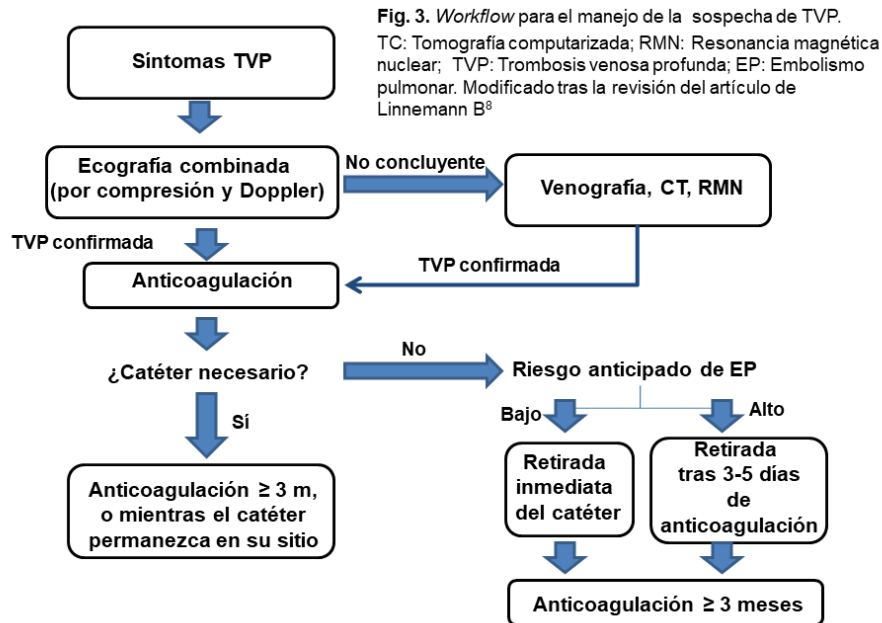 Fig. 3. Workflow para el manejo de la sospecha de TVP.
TC: Tomografía computarizada; RMN: Resonancia magnética
nuclear; TVP: Trombosis venosa profunda; EP: Embolismo
pulmonar. Modificado tras la revisión del artículo de
Linnemann B⁸
Síntomas TVP
Ecografía combinada
(por compresión y Doppler)
No concluyente
Venografía, CT, RMN
TVP confirmada
TVP confirmada
Anticoagulación
¿Catéter necesario?
No
Riesgo anticipado de EP
Sí
Bajo
Alto
Anticoagulación ≥ 3 m,
o mientras el catéter
permanezca en su sitio
Retirada
inmediata
del catéter
Retirada
tras 3-5 días
de
anticoagulación
Anticoagulación ≥ 3 meses